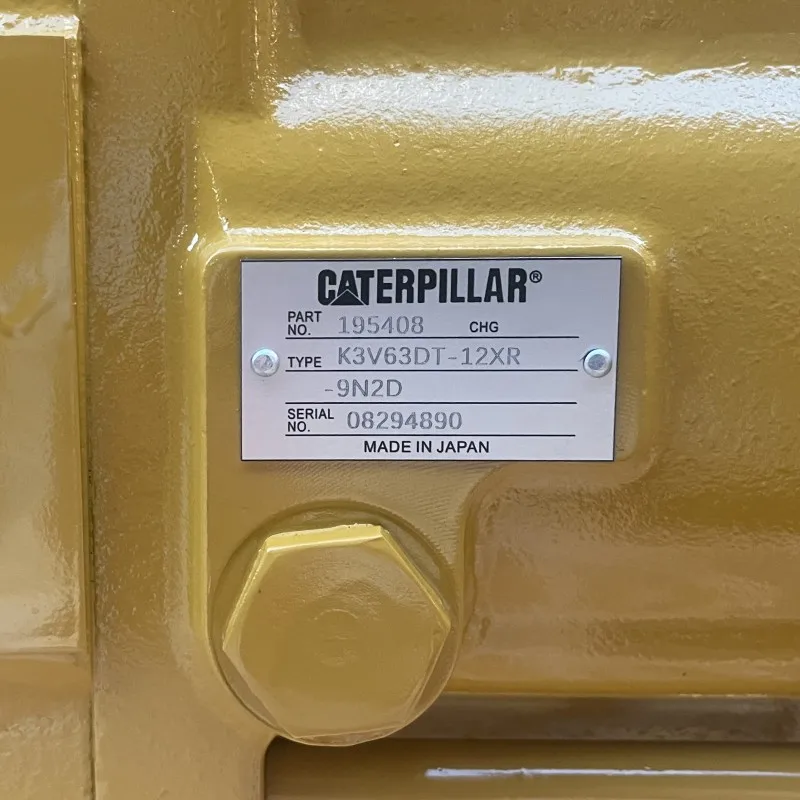 CATERPILLAR®
PART NO. 195408 CHG
TYPE K3V63DT-12XR
-9N2D
SERIAL NO. 08294890
MADE IN JAPAN